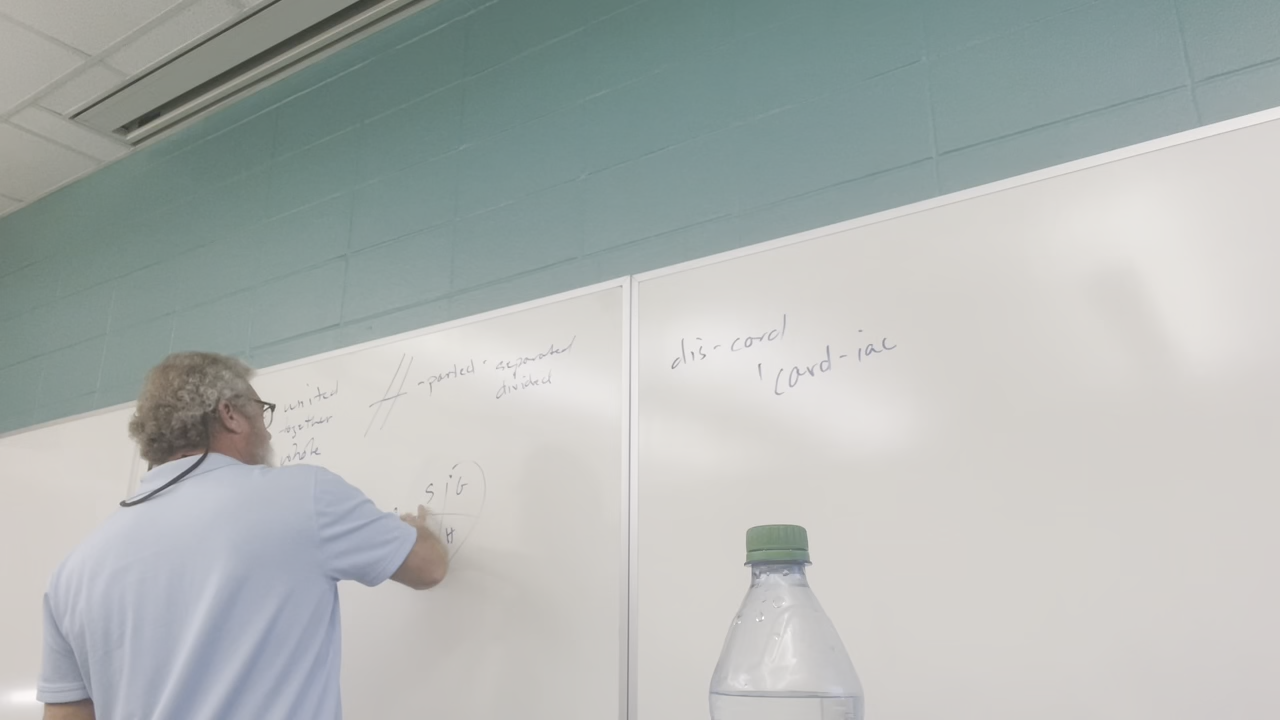 united
together
whole
-parted- separated
divided
S i G
H
dis-cord
'card-iac